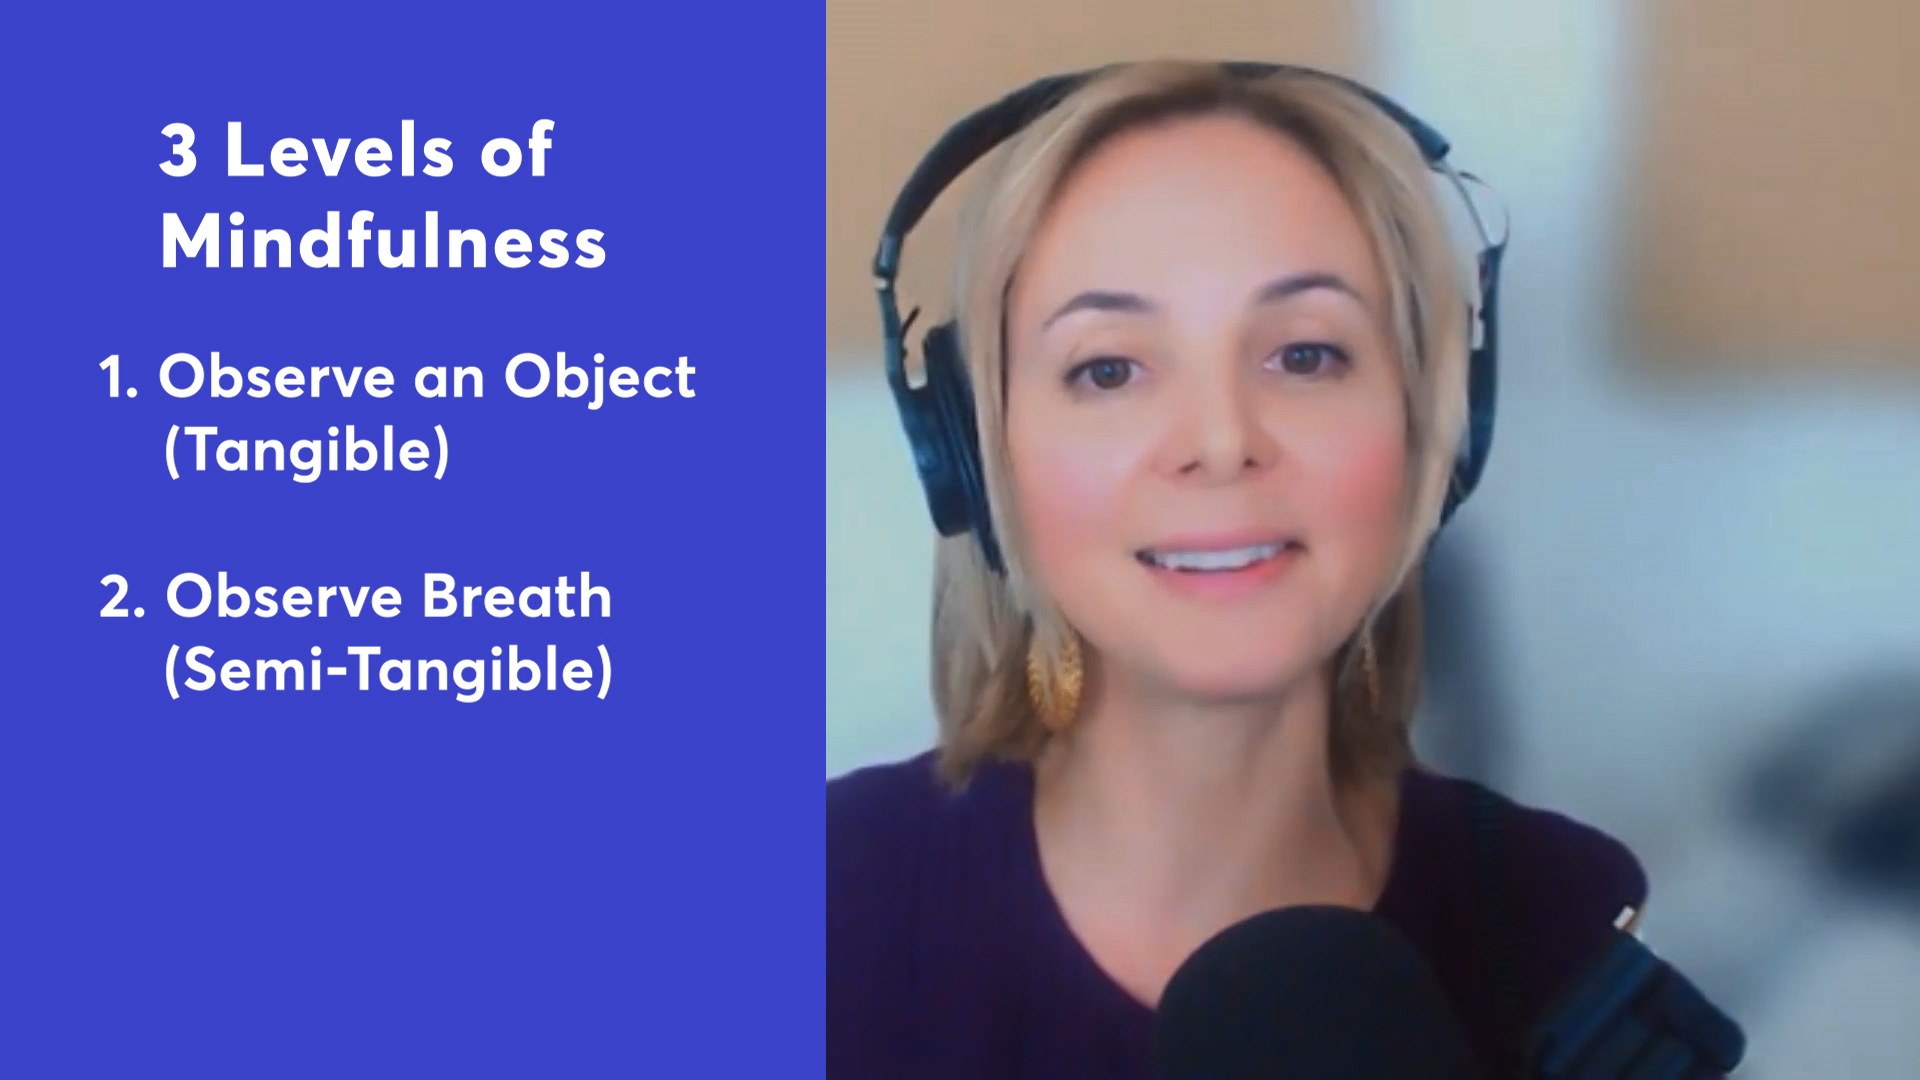 3 Levels of
Mindfulness
1. Observe an Object
(Tangible)
2. Observe Breath
(Semi-Tangible)